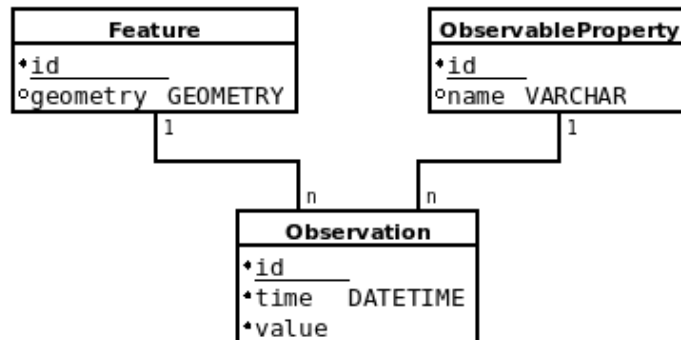 Feature
id
geometry GEOMETRY
ObservableProperty
id
name VARCHAR
1
1
n
n
Observation
id
time DATETIME
value